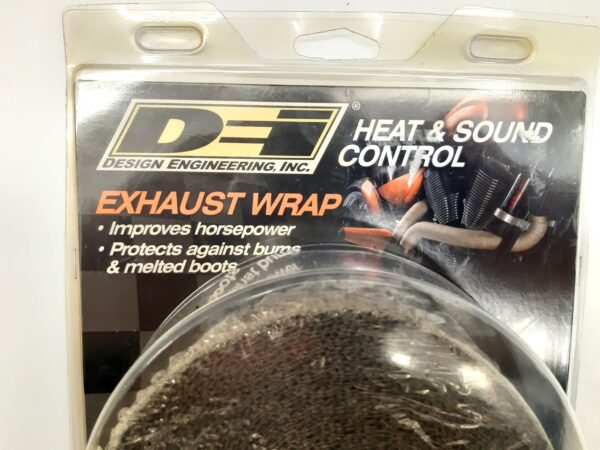 DEi®
DESIGN ENGINEERING, INC.
HEAT & SOUND
CONTROL
EXHAUST WRAP
• Improves horsepower
• Protects against burns
& melted boots